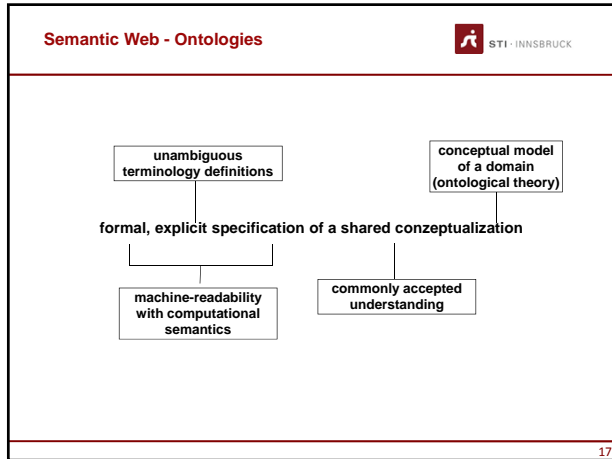 Semantic Web - Ontologies
STI · INNSBRUCK
unambiguous
terminology definitions
conceptual model
of a domain
(ontological theory)
formal, explicit specification of a shared conzeptualization
machine-readability
with computational
semantics
commonly accepted
understanding
17